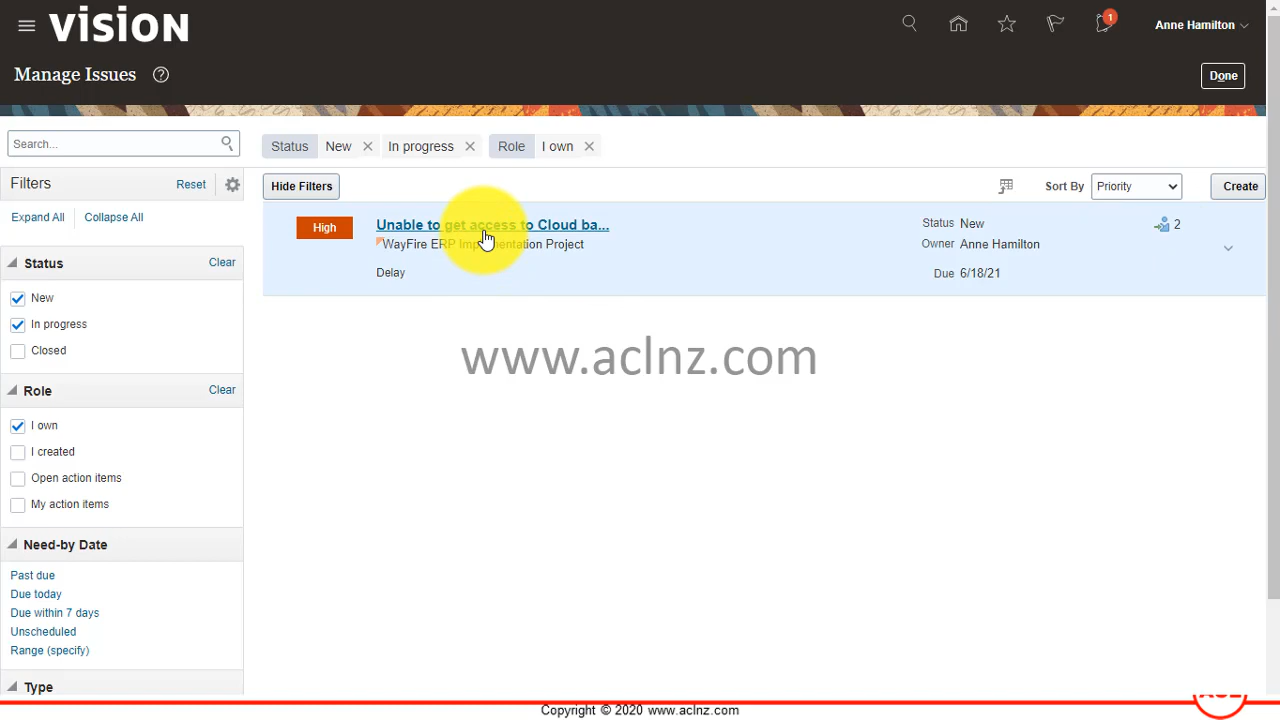 vision
1
Anne Hamilton
Manage Issues ?
Done
Search...
Status New In progress Role I own
Filters Reset
Hide Filters
Sort By Priority Create
Expand All Collapse All
High
Unable to get access to Cloud ba...
WayFire ERP Implementation Project
Delay
Status New
Owner Anne Hamilton
Due 6/18/21
2
Status Clear
New
In progress
Closed
Role Clear
I own
I created
Open action items
My action items
Need-by Date
Past due
Due today
Due within 7 days
Unscheduled
Range (specify)
Type
www.aclnz.com
Copyright © 2020 www.aclnz.com